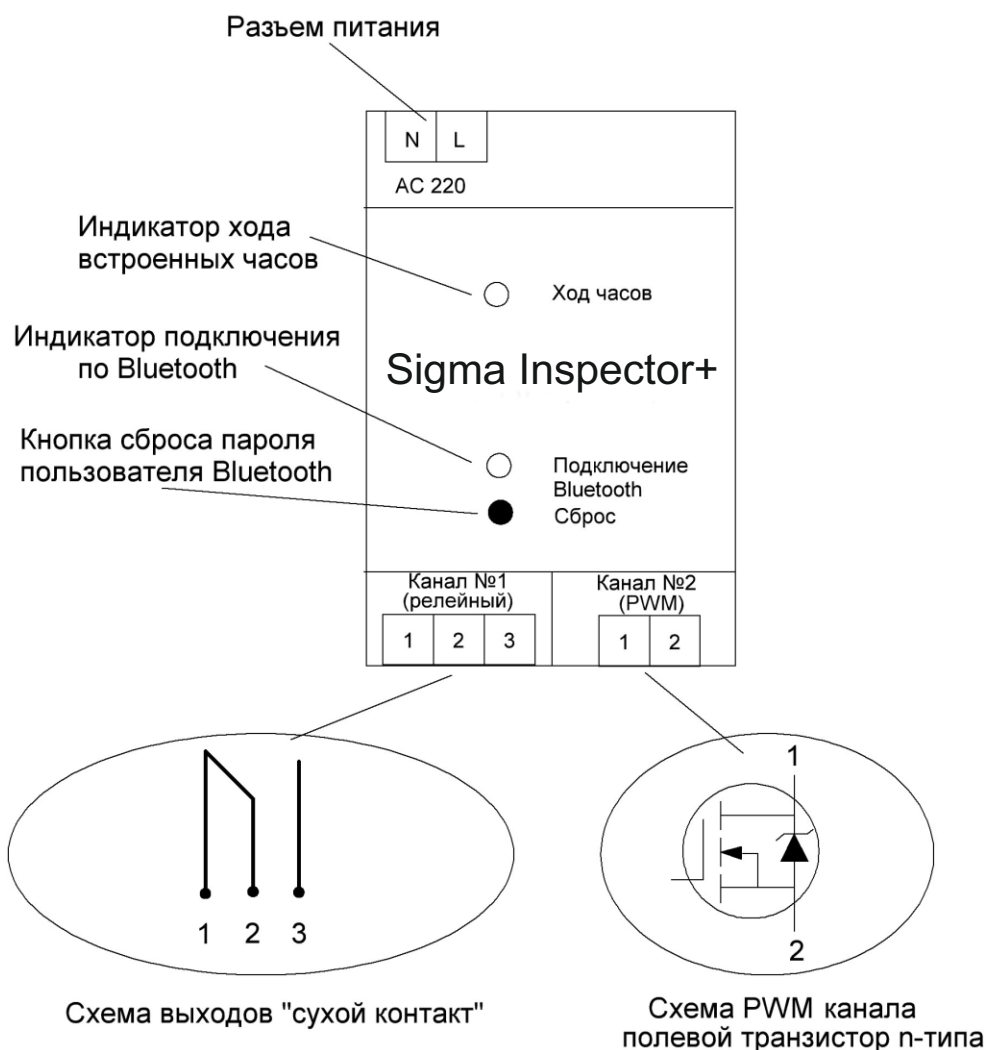 Разъем питания
N L
AC 220
Индикатор хода
встроенных часов
Ход часов
Индикатор подключения
по Bluetooth
Sigma Inspector+
Кнопка сброса пароля
пользователя Bluetooth
Подключение
Bluetooth
Сброс
Канал №1
(релейный)
1 2 3
Канал №2
(PWM)
1 2
1 2 3
1
2
Схема выходов "сухой контакт"
Схема PWM канала
полевой транзистор n-типа